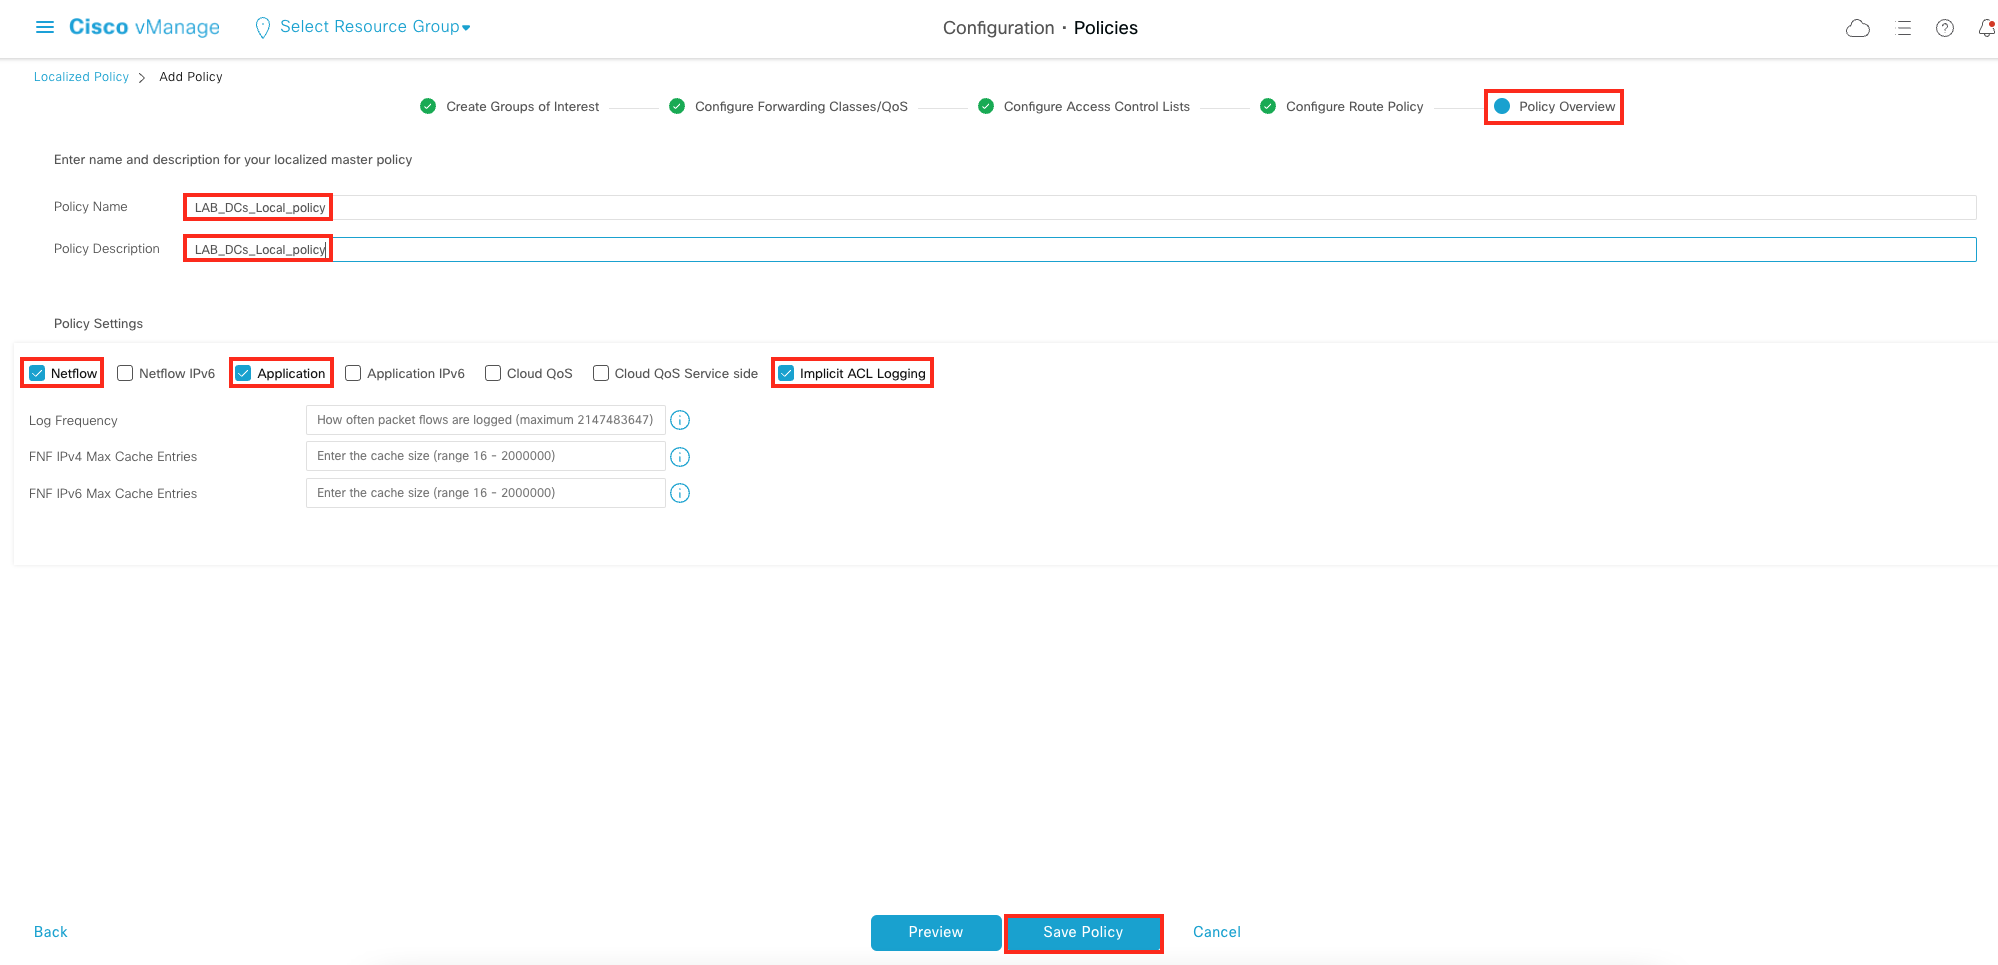 Cisco vManage
Select Resource Group
Configuration · Policies
Localized Policy > Add Policy
Create Groups of Interest
Configure Forwarding Classes/QoS
Configure Access Control Lists
Configure Route Policy
Policy Overview
Enter name and description for your localized master policy
Policy Name LAB_DCs_Local_policy
Policy Description LAB_DCs_Local_policy
Policy Settings
Netflow Netflow IPv6 Application Application IPv6 Cloud QoS Cloud QoS Service side Implicit ACL Logging
Log Frequency How often packet flows are logged (maximum 2147483647)
FNF IPv4 Max Cache Entries Enter the cache size (range 16 - 2000000)
FNF IPv6 Max Cache Entries Enter the cache size (range 16 - 2000000)
Back Preview Save Policy Cancel